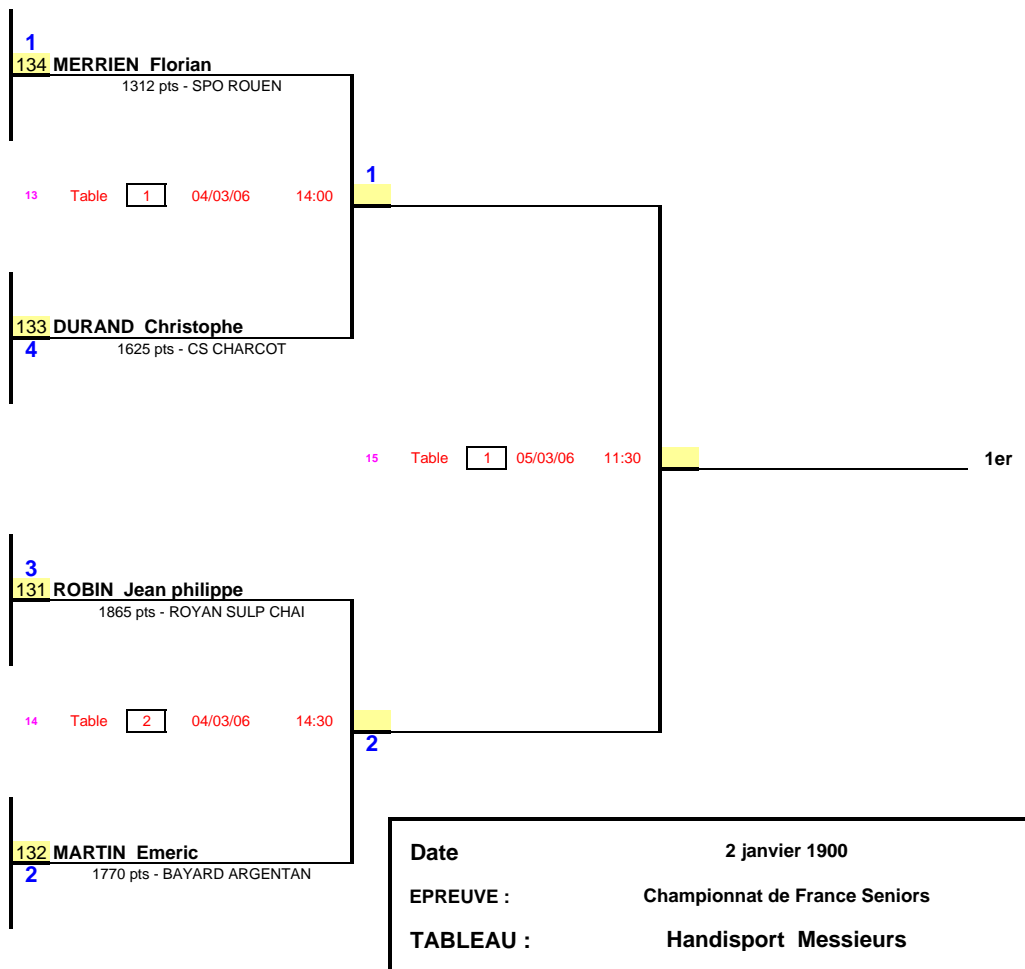 1
134 MERRIEN Florian
1312 pts - SPO ROUEN
1
13 Table 1 04/03/06 14:00
133 DURAND Christophe
4 1625 pts - CS CHARCOT
15 Table 1 05/03/06 11:30
1er
3
131 ROBIN Jean philippe
1865 pts - ROYAN SULP CHAI
14 Table 2 04/03/06 14:30
2
132 MARTIN Emeric
2 1770 pts - BAYARD ARGENTAN
Date 2 janvier 1900
EPREUVE : Championnat de France Seniors
TABLEAU : Handisport Messieurs